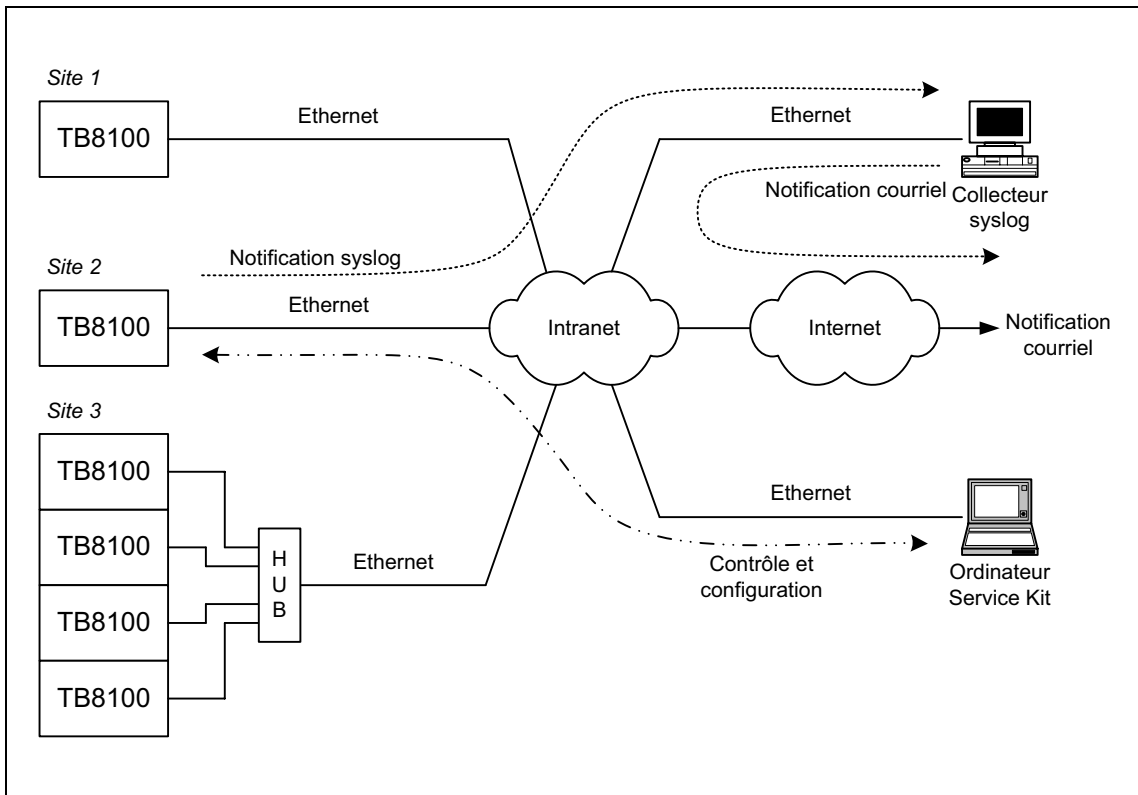 Site 1
TB8100
Ethernet
Ethernet
Notification courriel
Collecteur
syslog
Site 2
Notification syslog
TB8100
Ethernet
Intranet
Internet
Notification
courriel
Site 3
TB8100
TB8100
TB8100
TB8100
H
U
B
Ethernet
Ethernet
Contrôle et
configuration
Ordinateur
Service Kit